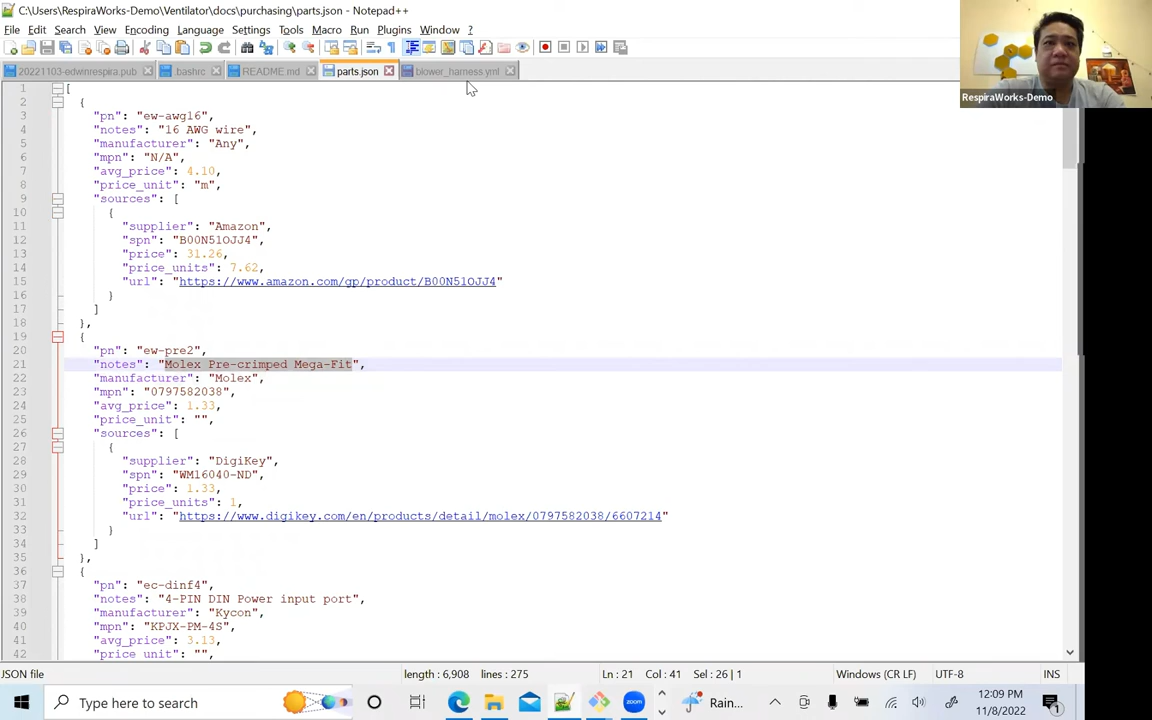 C:\Users\RespiraWorks-Demo\Ventilator\docs\purchasing\parts.json - Notepad++
File Edit Search View Encoding Language Settings Tools Macro Run Plugins Window ?
20221103-edwinrespira.pub .bashrc README.md parts.json blower_harness.yml
RespiraWorks-Demo
1 [
2 {
3 "pn": "ew-awg16",
4 "notes": "16 AWG wire",
5 "manufacturer": "Any",
6 "mpn": "N/A",
7 "avg_price": 4.10,
8 "price_unit": "m",
9 "sources": [
10 {
11 "supplier": "Amazon",
12 "spn": "B00N51OJJ4",
13 "price": 31.26,
14 "price_units": 7.62,
15 "url": "https://www.amazon.com/gp/product/B00N51OJJ4"
16 }
17 ]
18 },
19 {
20 "pn": "ew-pre2",
21 "notes": "Molex Pre-crimped Mega-Fit",
22 "manufacturer": "Molex",
23 "mpn": "0797582038",
24 "avg_price": 1.33,
25 "price_unit": "",
26 "sources": [
27 {
28 "supplier": "DigiKey",
29 "spn": "WM16040-ND",
30 "price": 1.33,
31 "price_units": 1,
32 "url": "https://www.digikey.com/en/products/detail/molex/0797582038/6607214"
33 }
34 ]
35 },
36 {
37 "pn": "ec-dinf4",
38 "notes": "4-PIN DIN Power input port",
39 "manufacturer": "Kycon",
40 "mpn": "KPJX-PM-4S",
41 "avg_price": 3.13,
42 "price_unit": "",
JSON file length : 6,908 lines : 275 Ln : 21 Col : 41 Sel : 26 | 1 Windows (CR LF) UTF-8 INS
Type here to search zoom Rain... 12:09 PM
11/8/2022 1